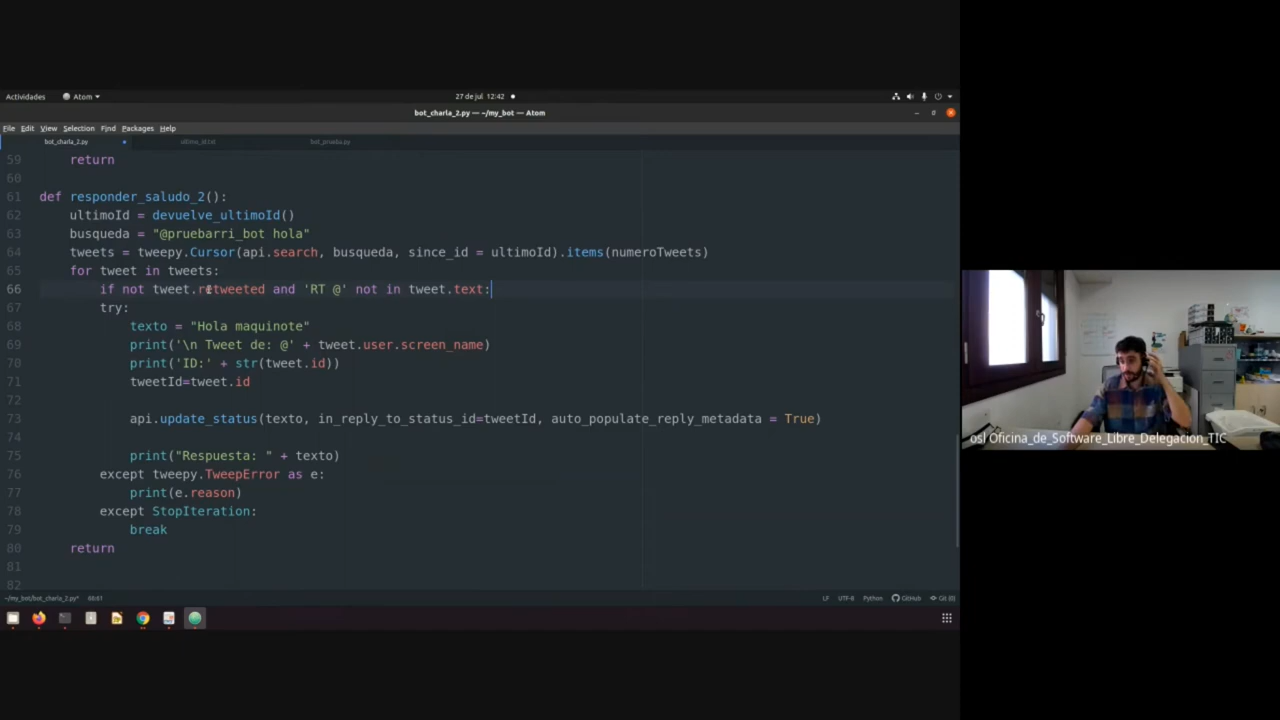 Actividades
Atom
27 de jul 12:42
bot_charla_2.py — ~/my_bot — Atom
File Edit View Selection Find Packages Help
bot_charla_2.py
bot_prueba.py
59 return
60
61 def responder_saludo_2():
62 ultimoId = devuelve_ultimoId()
63 busqueda = "@pruebarri_bot hola"
64 tweets = tweepy.Cursor(api.search, busqueda, since_id = ultimoId).items(numeroTweets)
65 for tweet in tweets:
66 if not tweet.retweeted and 'RT @' not in tweet.text:
67 try:
68 texto = "Hola maquinote"
69 print('\n Tweet de: @' + tweet.user.screen_name)
70 print('ID:' + str(tweet.id))
71 tweetId=tweet.id
72
73 api.update_status(texto, in_reply_to_status_id=tweetId, auto_populate_reply_metadata = True)
74
75 print("Respuesta: " + texto)
76 except tweepy.TweepError as e:
77 print(e.reason)
78 except StopIteration:
79 break
80 return
81
82
~/my_bot/bot_charla_2.py*
LF UTF-8 Python GitHub Git (0)
osl Oficina_de_Software_Libre_Delegacion_TIC